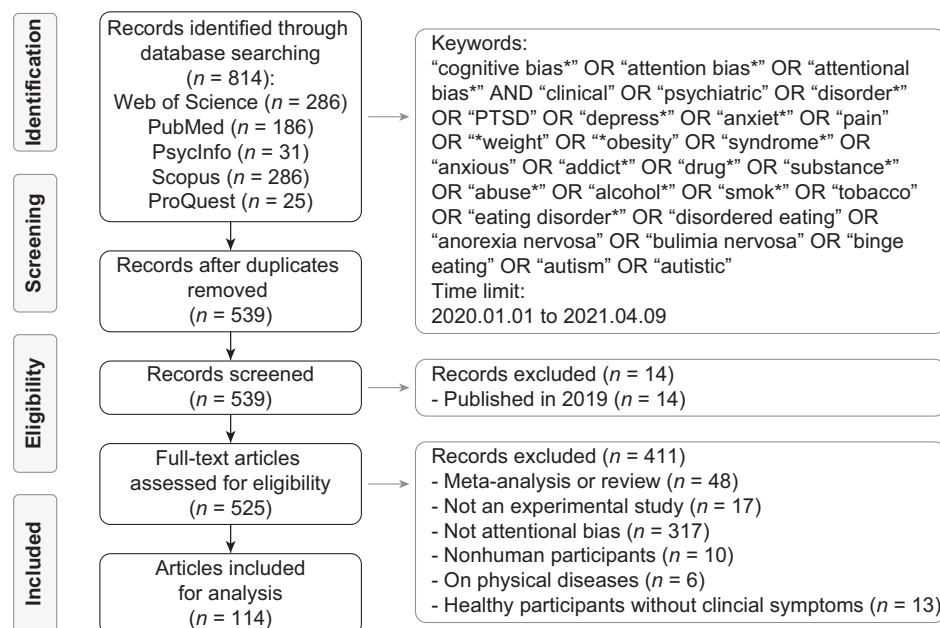 Identification
Screening
Eligibility
Included
Records identified through
database searching
(n = 814):
Web of Science (n = 286)
PubMed (n = 186)
PsycInfo (n = 31)
Scopus (n = 286)
ProQuest (n = 25)
Keywords:
“cognitive bias*” OR “attention bias*” OR “attentional
bias*” AND “clinical” OR “psychiatric” OR “disorder*”
OR “PTSD” OR “depress*” OR “anxiet*” OR “pain”
OR “*weight” OR “*obesity” OR “syndrome*” OR
“anxious” OR “addict*” OR “drug*” OR “substance*”
OR “abuse*” OR “alcohol*” OR “smok*” OR “tobacco”
OR “eating disorder*” OR “disordered eating” OR
“anorexia nervosa” OR “bulimia nervosa” OR “binge
eating” OR “autism” OR “autistic”
Time limit:
2020.01.01 to 2021.04.09
Records after duplicates
removed
(n = 539)
Records screened
(n = 539)
Records excluded (n = 14)
- Published in 2019 (n = 14)
Full-text articles
assessed for eligibility
(n = 525)
Records excluded (n = 411)
- Meta-analysis or review (n = 48)
- Not an experimental study (n = 17)
- Not attentional bias (n = 317)
- Nonhuman participants (n = 10)
- On physical diseases (n = 6)
- Healthy participants without clincial symptoms (n = 13)
Articles included
for analysis
(n = 114)